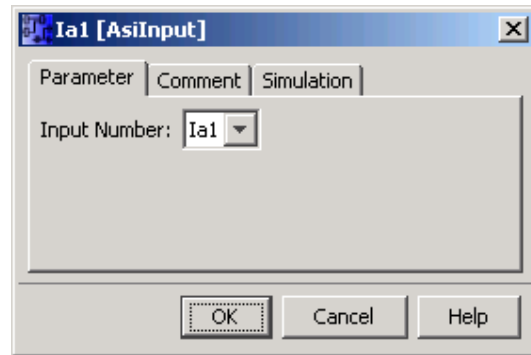 Ia1 [AsiInput]
Parameter Comment Simulation
Input Number: Ia1
OK Cancel Help